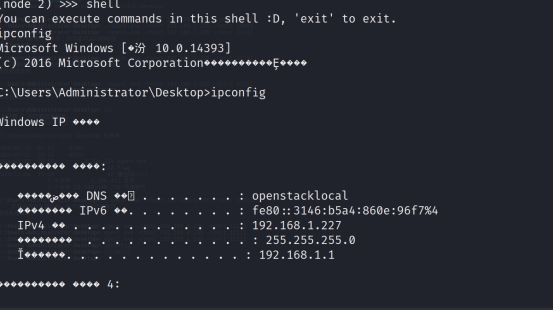 (node 2) >>> shell
You can execute commands in this shell :D, 'exit' to exit.
ipconfig
Microsoft Windows [�汾 10.0.14393]
(c) 2016 Microsoft Corporation����������Ȩ����
C:\Users\Administrator\Desktop>ipconfig
Windows IP ����
���������� ����:
DNS . . . . . . . : openstacklocal
IPv6 . . . . . . . . : fe80::3146:b5a4:860e:96f7%4
IPv4 �� . . . . . . . . . . . . : 192.168.1.227
�������� . . . . . . . . . . . . : 255.255.255.0
. . . . . . . . . . . . . : 192.168.1.1
���������� ���� 4: